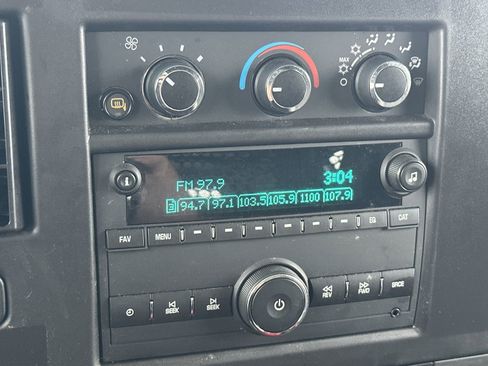 MAX
FM 97.9 3:04
3 94.7 97.1 103.5 105.9 1100 107.9
FAV MENU EQ CAT
SEEK SEEK REV FWD SRCE